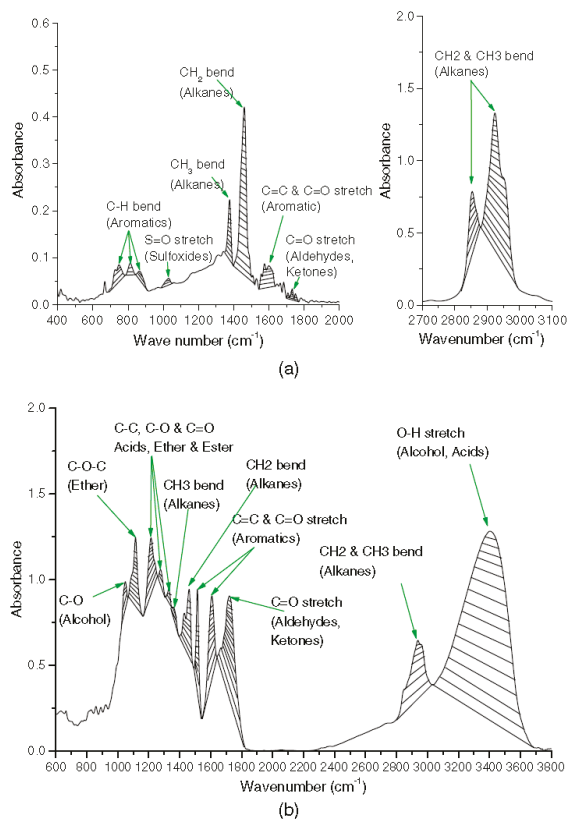 0.6
0.5
0.4
0.3
0.2
0.1
0.0
Absorbance
CH2 bend
(Alkanes)
CH3 bend
(Alkanes)
C-H bend
(Aromatics)
S=O stretch
(Sulfoxides)
C=C & C=O stretch
(Aromatic)
C=O stretch
(Aldehydes,
Ketones)
400 600 800 1000 1200 1400 1600 1800 2000
Wave number (cm-1)
2.0
1.5
1.0
0.5
0.0
Absorbance
CH2 & CH3 bend
(Alkanes)
2700 2800 2900 3000 3100
Wavenumber (cm-1)
(a)
2.0
1.5
1.0
0.5
0.0
Absorbance
C-C, C-O & C=O
Acids, Ether & Ester
C-O-C
(Ether)
CH3 bend
(Alkanes)
CH2 bend
(Alkanes)
C=C & C=O stretch
(Aromatics)
C-O
(Alcohol)
C=O stretch
(Aldehydes,
Ketones)
CH2 & CH3 bend
(Alkanes)
O-H stretch
(Alcohol, Acids)
600 800 1000 1200 1400 1600 1800 2000 2200 2400 2600 2800 3000 3200 3400 3600 3800
Wavenumber (cm-1)
(b)